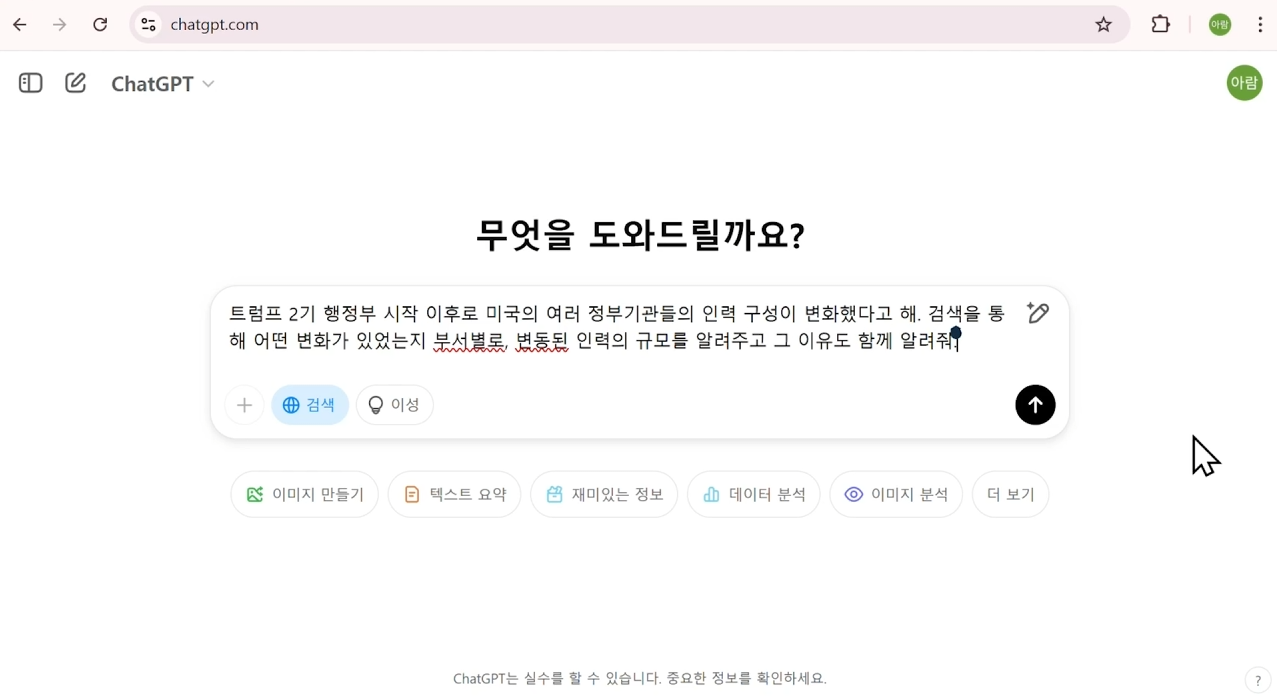 chatgpt.com
아람
ChatGPT
아람
무엇을 도와드릴까요?
트럼프 2기 행정부 시작 이후로 미국의 여러 정부기관들의 인력 구성이 변화했다고 해. 검색을 통
해 어떤 변화가 있었는지 부서별로, 변동된 인력의 규모를 알려주고 그 이유도 함께 알려줘.
검색
이성
이미지 만들기
텍스트 요약
재미있는 정보
데이터 분석
이미지 분석
더 보기
ChatGPT는 실수를 할 수 있습니다. 중요한 정보를 확인하세요.
?